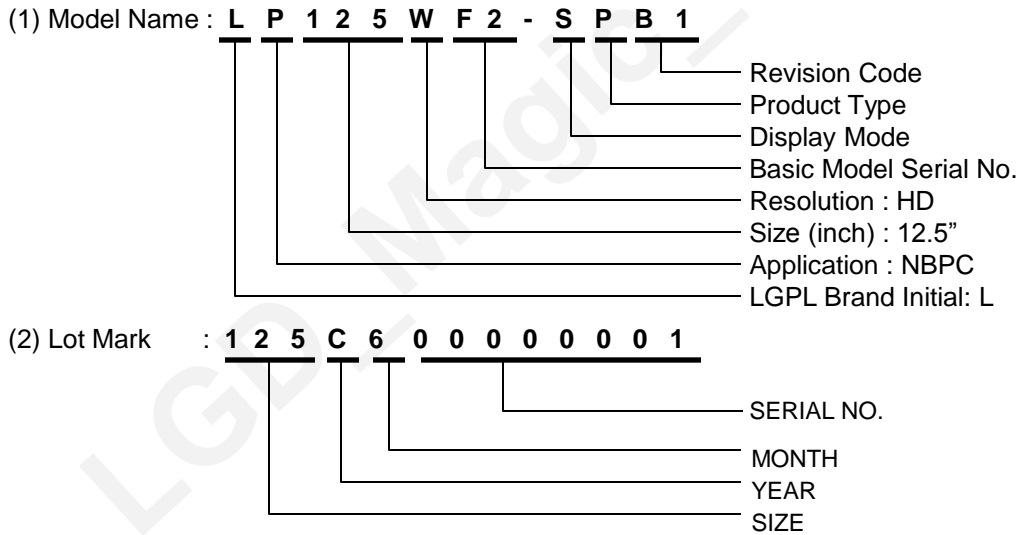 (1) Model Name : L P 1 2 5 W F 2 - S P B 1
Revision Code
Product Type
Display Mode
Basic Model Serial No.
Resolution : HD
Size (inch) : 12.5”
Application : NBPC
LGPL Brand Initial: L
(2) Lot Mark : 1 2 5 C 6 0 0 0 0 0 0 0 1
SERIAL NO.
MONTH
YEAR
SIZE
LGD_Magic_